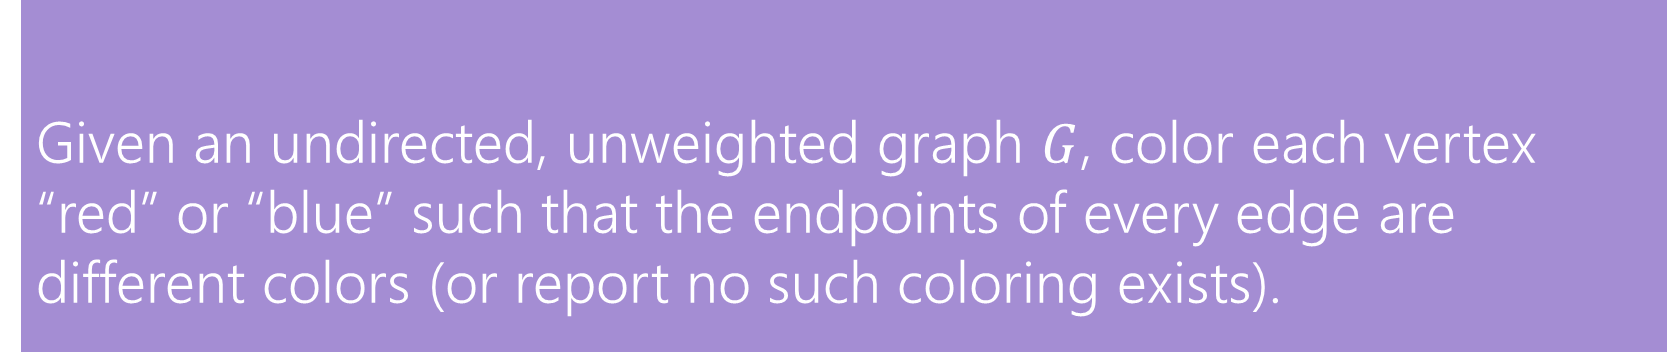 Given an undirected, unweighted graph 𝐺, color each vertex
“red” or “blue” such that the endpoints of every edge are
different colors (or report no such coloring exists).